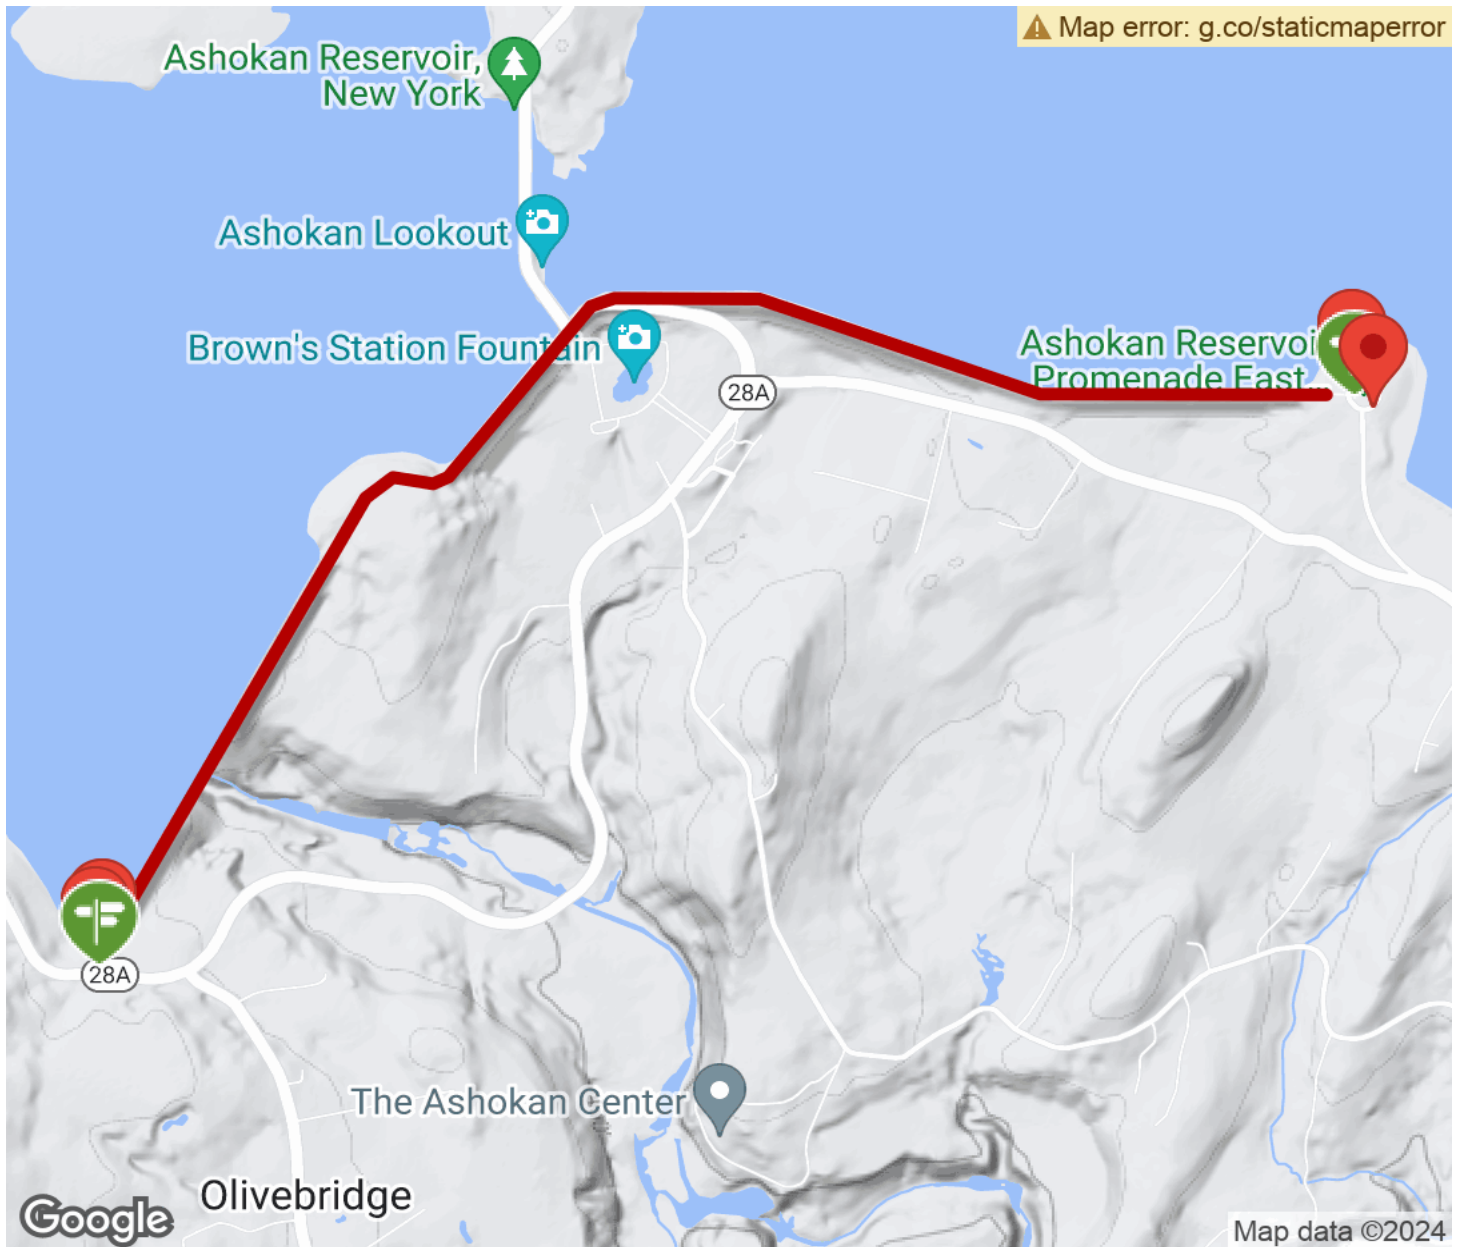 Map error: g.co/staticmaperror
Ashokan Reservoir,
New York
Ashokan Lookout
Brown's Station Fountain
Ashokan Reservoi
Promenade East...
28A
28A
The Ashokan Center
Olivebridge
Google
Map data ©2024